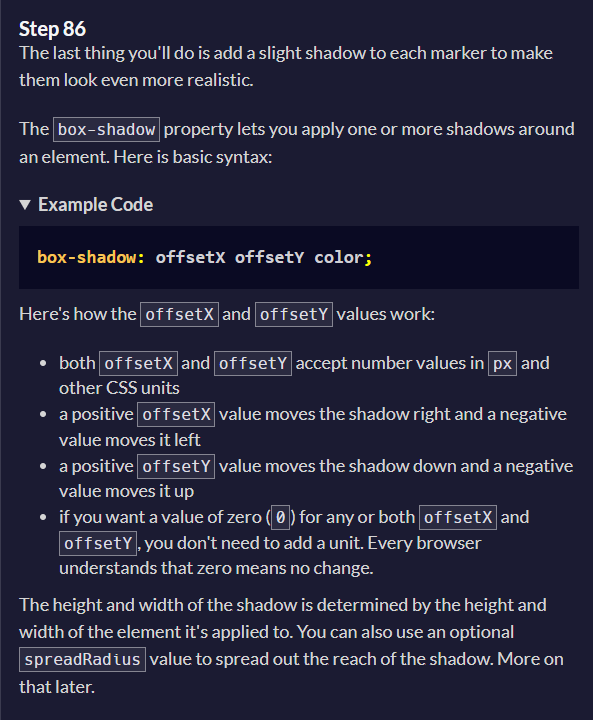 Step 86
The last thing you'll do is add a slight shadow to each marker to make
them look even more realistic.
The box-shadow property lets you apply one or more shadows around
an element. Here is basic syntax:
▼ Example Code
box-shadow: offsetX offsetY color;
Here's how the offsetX and offsetY values work:
• both offsetX and offsetY accept number values in px and
other CSS units
• a positive offsetX value moves the shadow right and a negative
value moves it left
• a positive offsetY value moves the shadow down and a negative
value moves it up
• if you want a value of zero (0) for any or both offsetX and
offsetY, you don't need to add a unit. Every browser
understands that zero means no change.
The height and width of the shadow is determined by the height and
width of the element it's applied to. You can also use an optional
spreadRadius value to spread out the reach of the shadow. More on
that later.